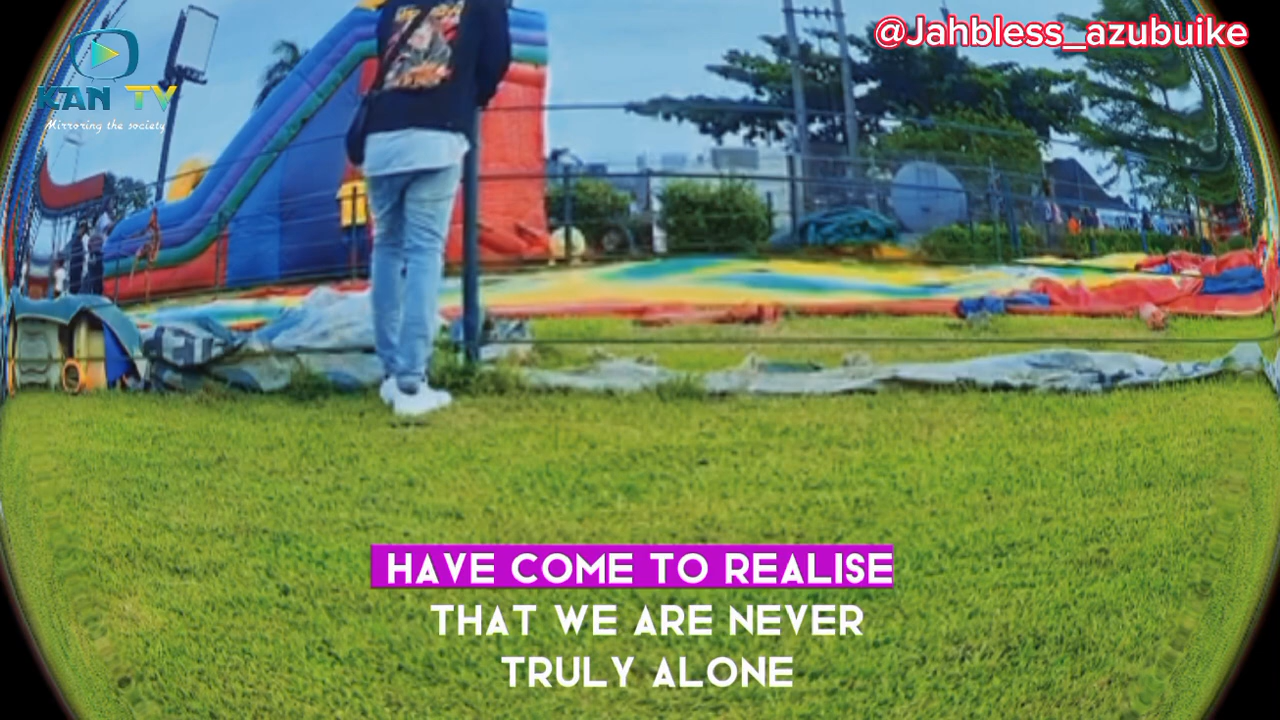 @Jahbless_azubuike
KAN TV
Mirroring the society
HAVE COME TO REALISE
THAT WE ARE NEVER
TRULY ALONE